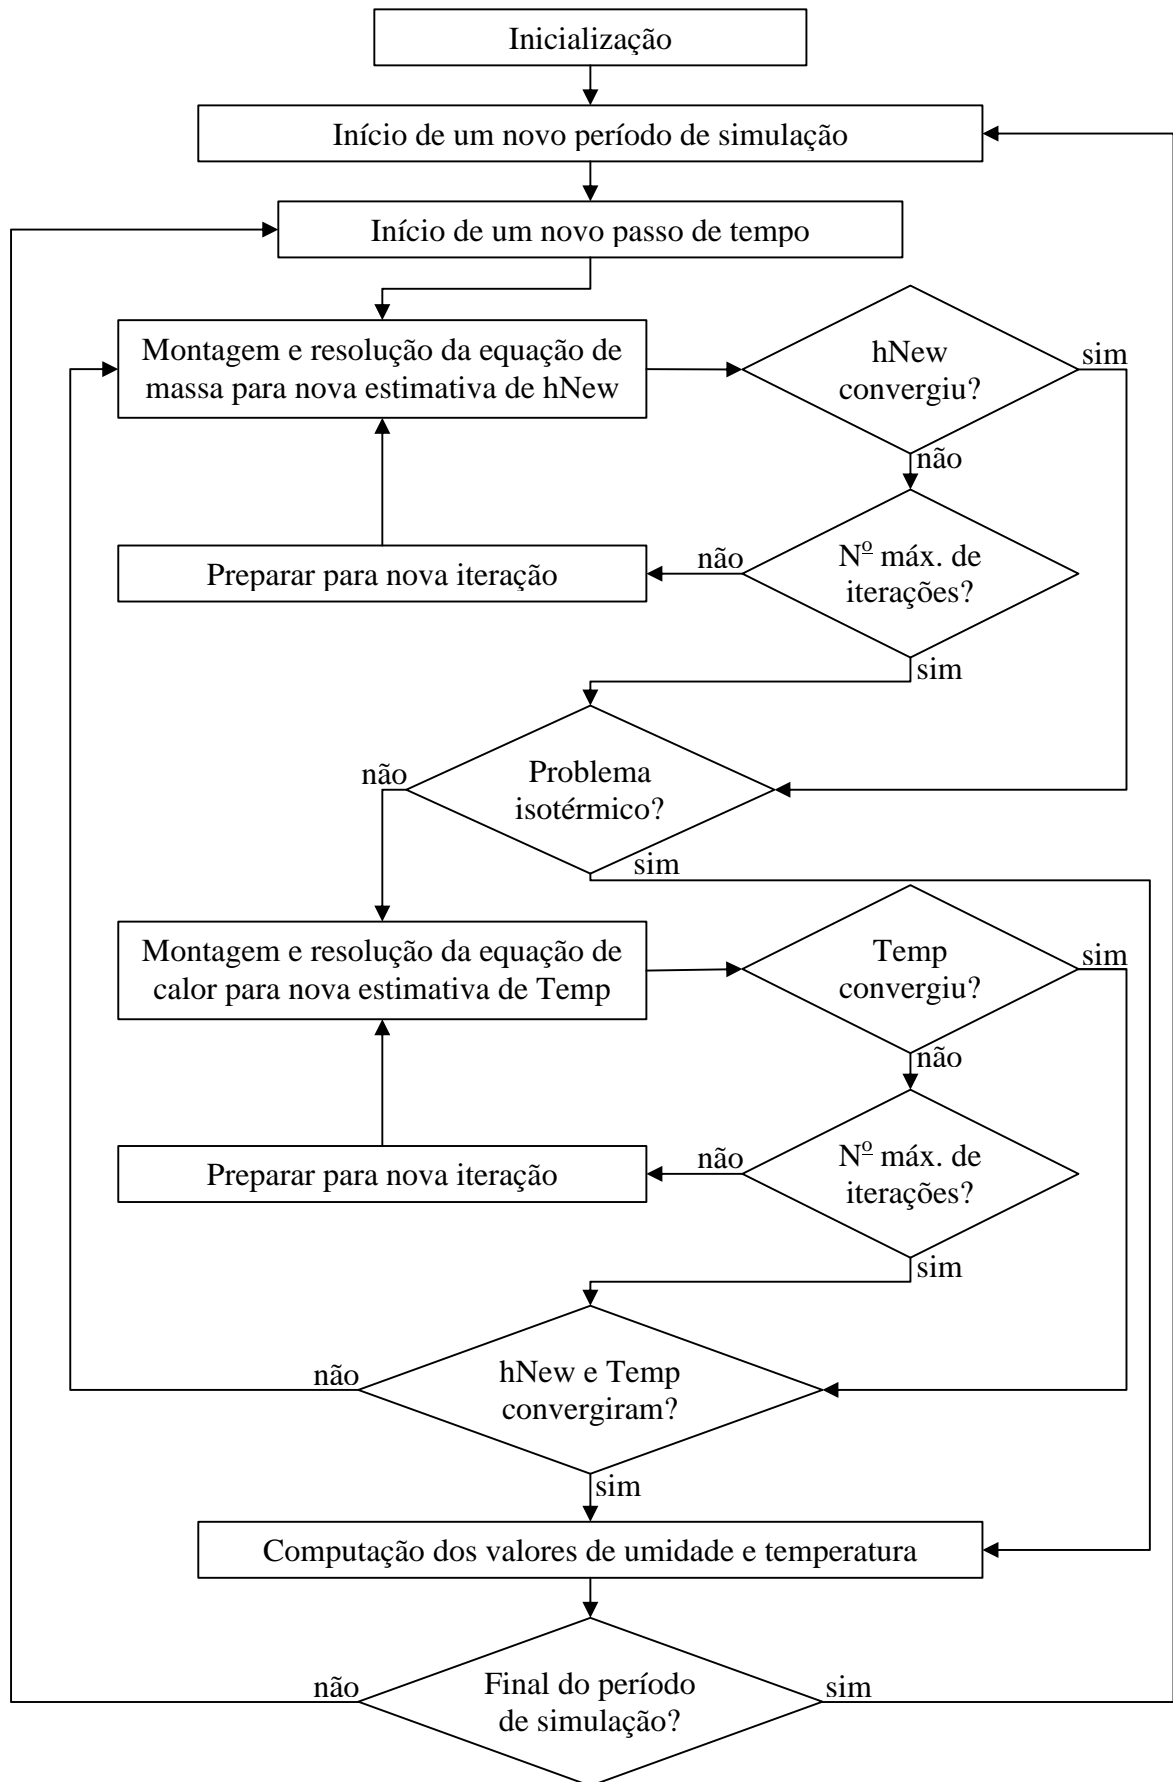 Inicialização
Início de um novo período de simulação
Início de um novo passo de tempo
Montagem e resolução da equação de
massa para nova estimativa de hNew
hNew
convergiu?
sim
não
Nº máx. de
iterações?
não
Preparar para nova iteração
sim
Problema
isotérmico?
não
sim
Montagem e resolução da equação de
calor para nova estimativa de Temp
Temp
convergiu?
sim
não
Nº máx. de
iterações?
não
Preparar para nova iteração
sim
hNew e Temp
convergiram?
não
sim
Computação dos valores de umidade e temperatura
Final do período
de simulação?
não
sim